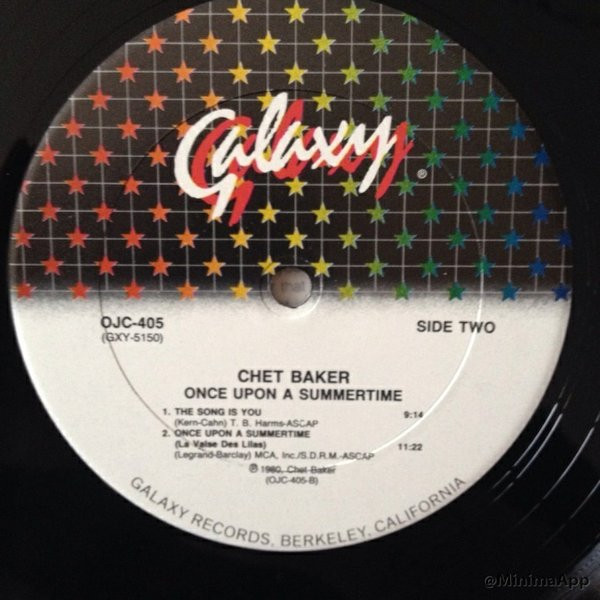 Galaxy
®
OJC-405
(GXY-5150)
SIDE TWO
CHET BAKER
ONCE UPON A SUMMERTIME
1. THE SONG IS YOU 9:14
(Kern-Cahn) T. B. Harms-ASCAP
2. ONCE UPON A SUMMERTIME
(La Valse Des Lilas) 11:22
(Legrand-Barclay) MCA, Inc./S.D.R.M.-ASCAP
℗ 1980, Chet Baker
(OJC-405-B)
GALAXY RECORDS, BERKELEY, CALIFORNIA
@MinimaApp